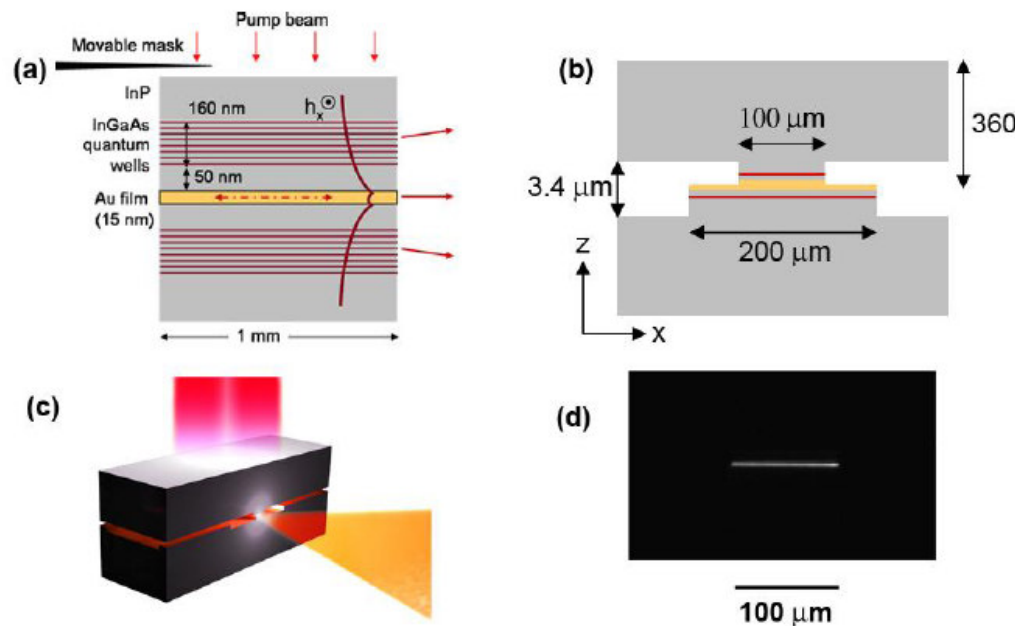 (a)
Pump beam
Movable mask
InP
160 nm
hx
InGaAs
quantum
wells
50 nm
Au film
(15 nm)
1 mm
(b)
100 μm
360
3.4 μm
200 μm
z
x
(c)
(d)
100 μm